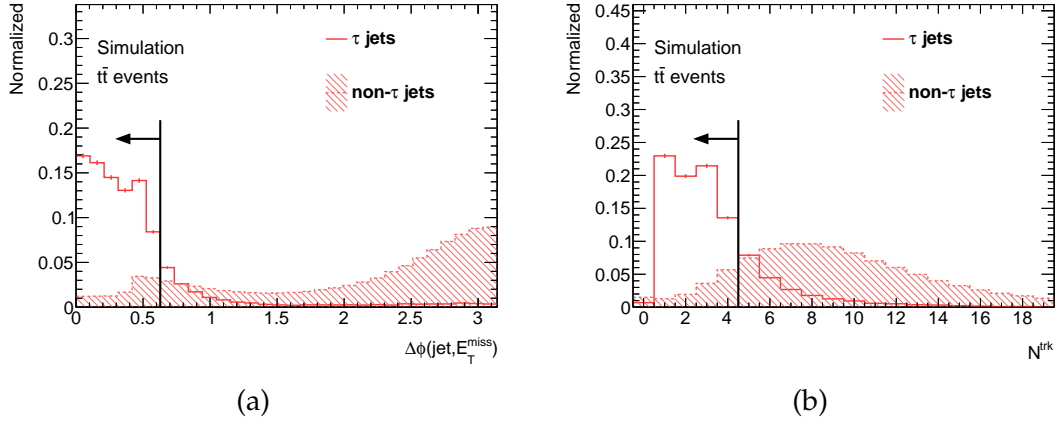 Normalized
0.3
0.25
0.2
0.15
0.1
0.05
0
Simulation
tt̄ events
τ jets
non-τ jets
0 0.5 1 1.5 2 2.5 3
Δϕ(jet,E_T^miss)
(a)
Normalized
0.45
0.4
0.35
0.3
0.25
0.2
0.15
0.1
0.05
0
Simulation
tt̄ events
τ jets
non-τ jets
0 2 4 6 8 10 12 14 16 18
N^trk
(b)